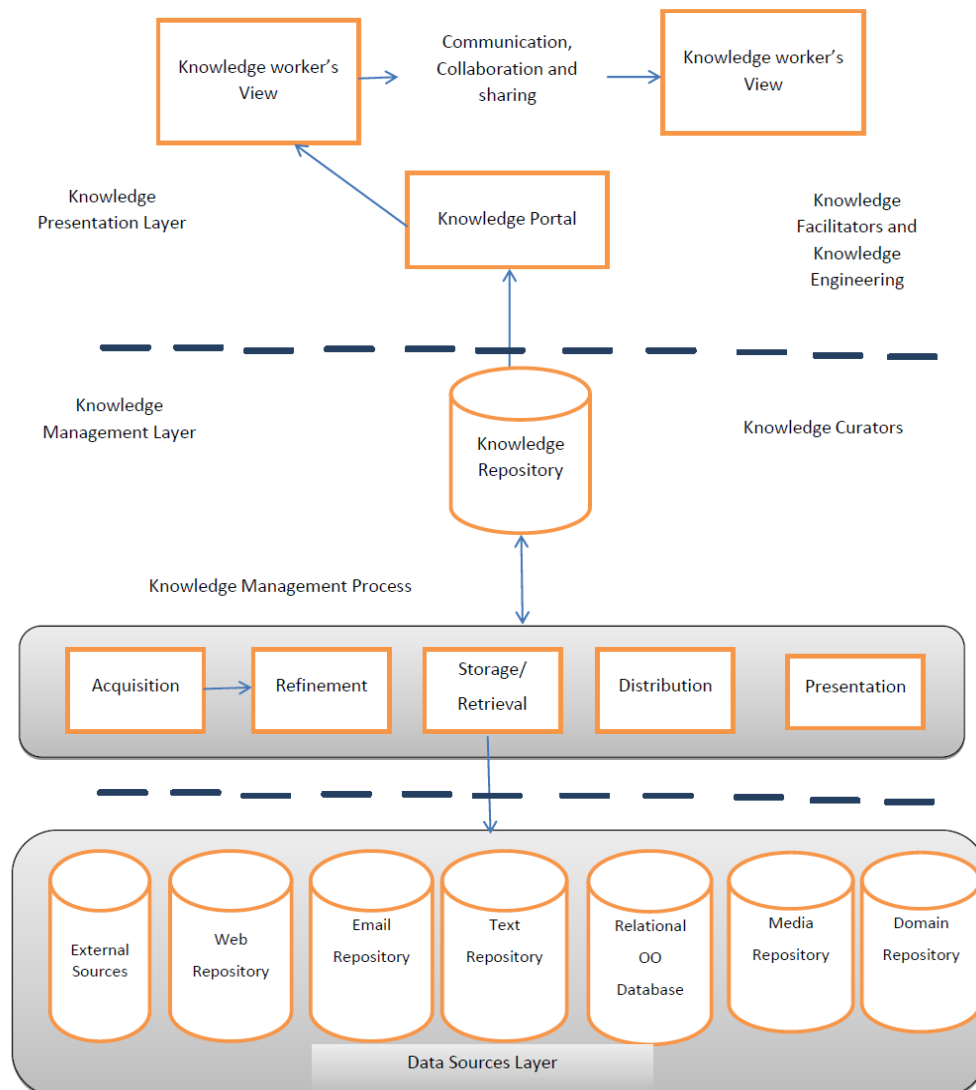 Knowledge worker's
View
Communication,
Collaboration and
sharing
Knowledge worker's
View
Knowledge
Presentation Layer
Knowledge Portal
Knowledge
Facilitators and
Knowledge
Engineering
Knowledge
Management Layer
Knowledge
Repository
Knowledge Curators
Knowledge Management Process
Acquisition
Refinement
Storage/
Retrieval
Distribution
Presentation
External
Sources
Web
Repository
Email
Repository
Text
Repository
Relational
OO
Database
Media
Repository
Domain
Repository
Data Sources Layer